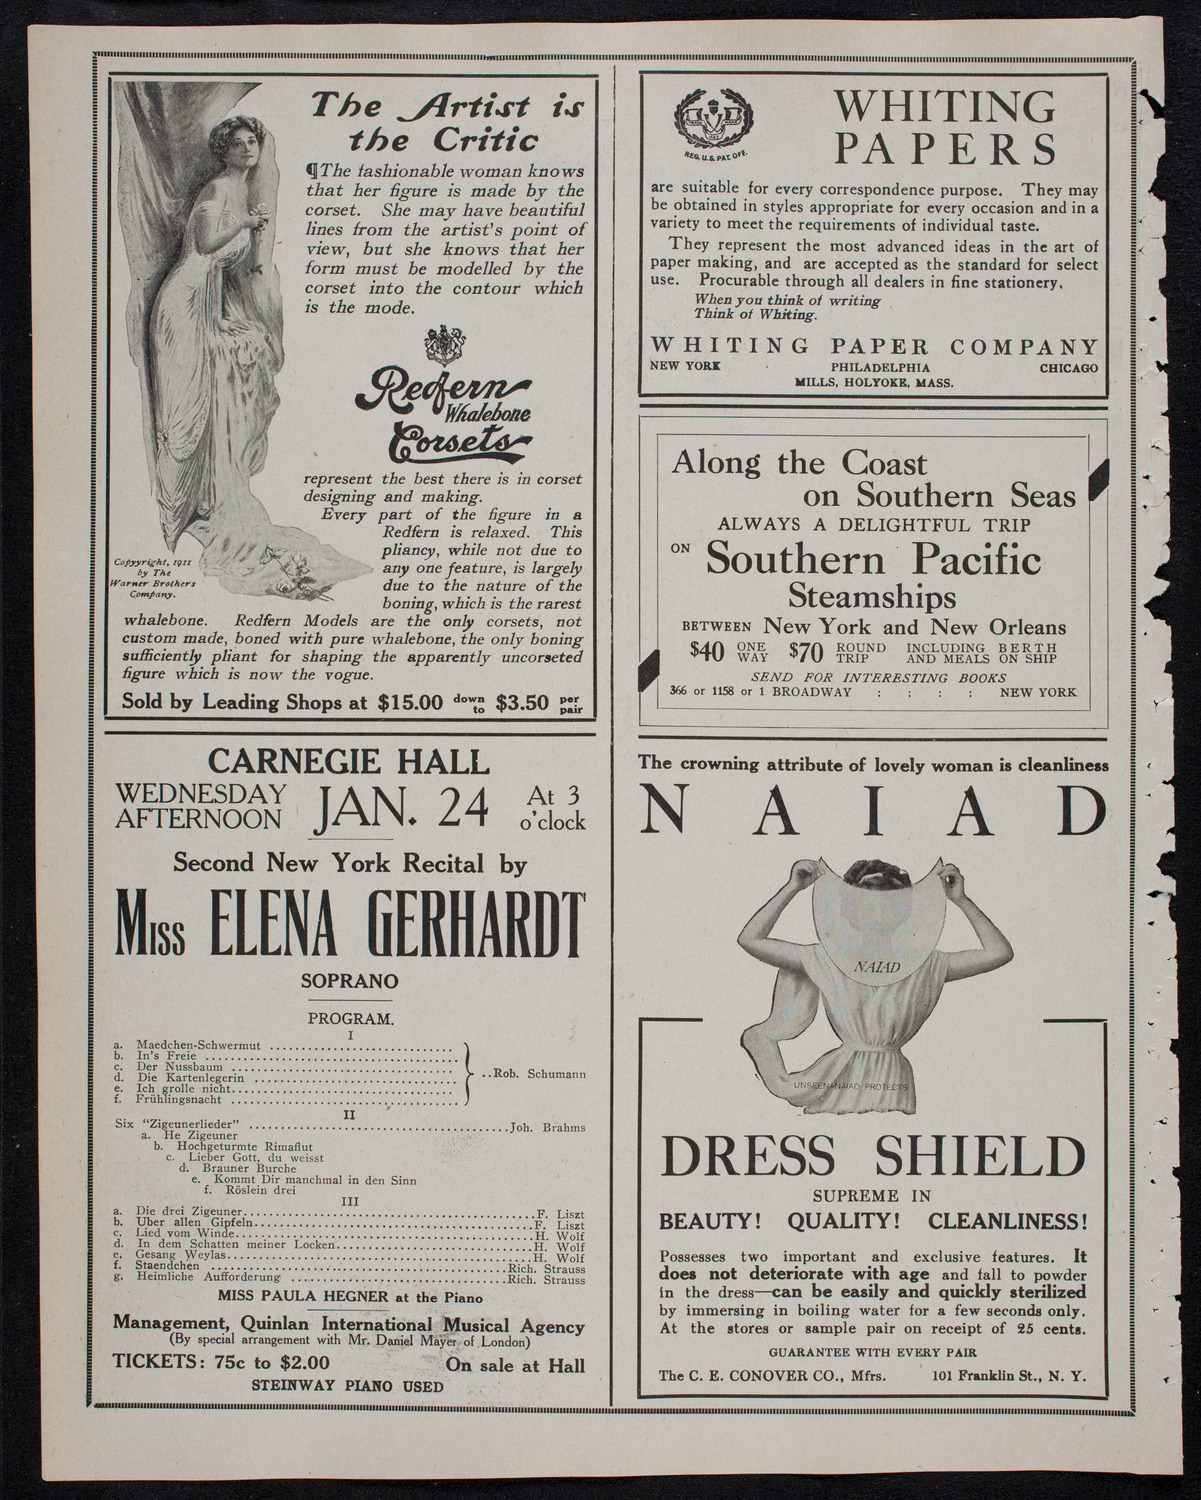 The Artist is
the Critic
¶The fashionable woman knows
that her figure is made by the
corset. She may have beautiful
lines from the artist's point of
view, but she knows that her
form must be modelled by the
corset into the contour which
is the mode.
Redfern
Whalebone
Corsets
represent the best there is in corset
designing and making.
Every part of the figure in a
Redfern is relaxed. This
pliancy, while not due to
any one feature, is largely
due to the nature of the
boning, which is the rarest
Copyyright, 1911
by The
Warner Brothers
Company.
whalebone. Redfern Models are the only corsets, not
custom made, boned with pure whalebone, the only boning
sufficiently pliant for shaping the apparently uncorseted
figure which is now the vogue.
Sold by Leading Shops at $15.00 down to $3.50 per pair
CARNEGIE HALL
WEDNESDAY AFTERNOON JAN. 24 At 3 o'clock
Second New York Recital by
MISS ELENA GERHARDT
SOPRANO
PROGRAM.
I
a. Maedchen-Schwermut
b. In's Freie
c. Der Nussbaum
d. Die Kartenlegerin
e. Ich grolle nicht
f. Frühlingsnacht
Rob. Schumann
II
Six "Zigeunerlieder" Joh. Brahms
a. He Zigeuner
b. Hochgeturmte Rimaflut
c. Lieber Gott, du weisst
d. Brauner Burche
e. Kommt Dir manchmal in den Sinn
f. Röslein drei
III
a. Die drei Zigeuner F. Liszt
b. Uber allen Gipfeln F. Liszt
c. Lied vom Winde H. Wolf
d. In dem Schatten meiner Locken H. Wolf
e. Gesang Weylas H. Wolf
f. Staendchen Rich. Strauss
g. Heimliche Aufforderung Rich. Strauss
MISS PAULA HEGNER at the Piano
Management, Quinlan International Musical Agency
(By special arrangement with Mr. Daniel Mayer of London)
TICKETS: 75c to $2.00 On sale at Hall
STEINWAY PIANO USED
REG. U.S. PAT. OFF.
WHITING
PAPERS
are suitable for every correspondence purpose. They may
be obtained in styles appropriate for every occasion and in a
variety to meet the requirements of individual taste.
They represent the most advanced ideas in the art of
paper making, and are accepted as the standard for select
use. Procurable through all dealers in fine stationery.
When you think of writing
Think of Whiting.
WHITING PAPER COMPANY
NEW YORK PHILADELPHIA CHICAGO
MILLS, HOLYOKE, MASS.
Along the Coast
on Southern Seas
ALWAYS A DELIGHTFUL TRIP
ON Southern Pacific
Steamships
BETWEEN New York and New Orleans
$40 ONE WAY $70 ROUND TRIP INCLUDING BERTH AND MEALS ON SHIP
SEND FOR INTERESTING BOOKS
366 or 1158 or 1 BROADWAY : : : : NEW YORK
The crowning attribute of lovely woman is cleanliness
NAIAD
NAIAD
UNSEEN-NAIAD PROTECTS
DRESS SHIELD
SUPREME IN
BEAUTY! QUALITY! CLEANLINESS!
Possesses two important and exclusive features. It
does not deteriorate with age and fall to powder
in the dress—can be easily and quickly sterilized
by immersing in boiling water for a few seconds only.
At the stores or sample pair on receipt of 25 cents.
GUARANTEE WITH EVERY PAIR
The C. E. CONOVER CO., Mfrs. 101 Franklin St., N. Y.